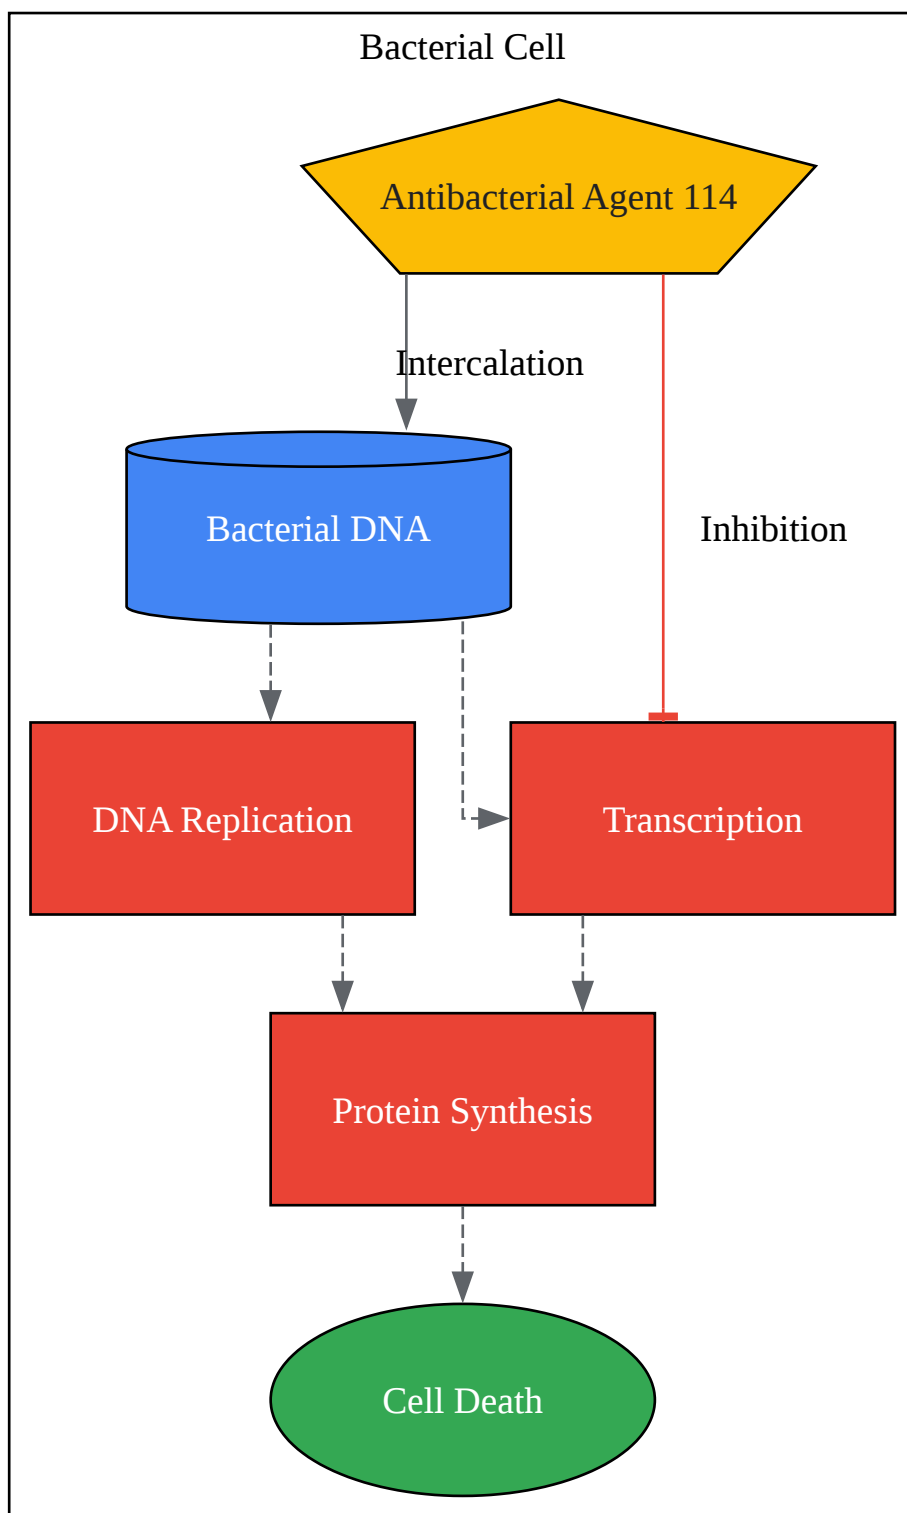 Bacterial Cell
Antibacterial Agent 114
Intercalation
Bacterial DNA
Inhibition
DNA Replication
Transcription
Protein Synthesis
Cell Death